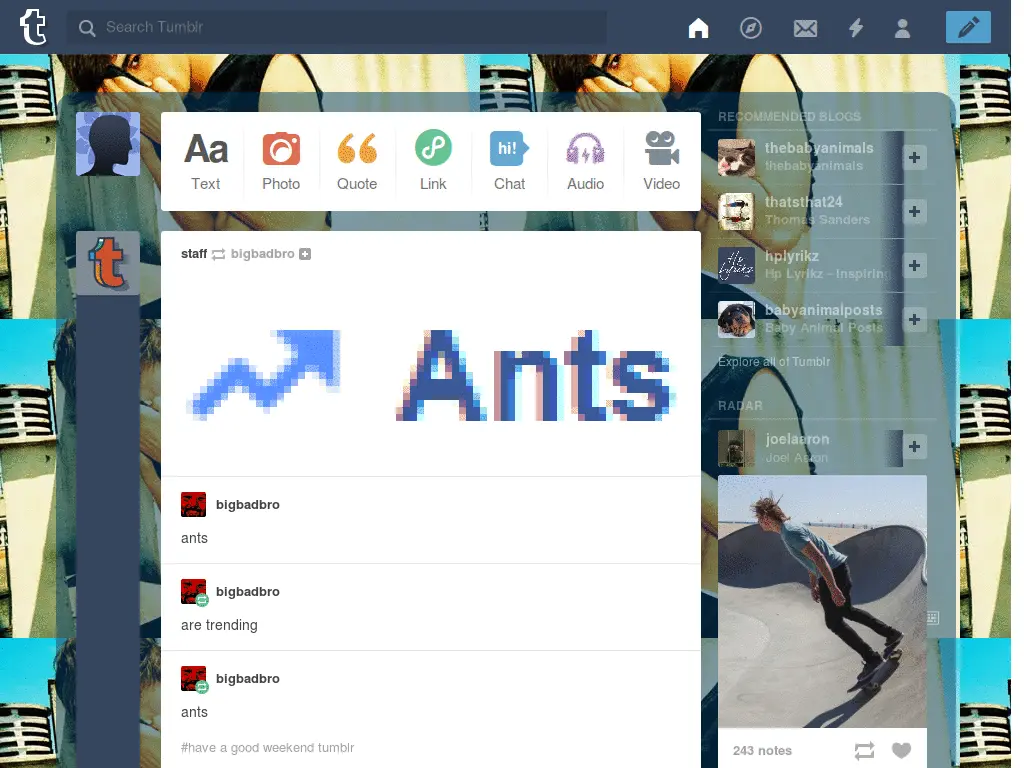 Search Tumblr
Aa
Text
Photo
Quote
Link
hi!
Chat
Audio
Video
staff bigbadbro
Ants
bigbadbro
ants
bigbadbro
are trending
bigbadbro
ants
#have a good weekend tumblr
RECOMMENDED BLOGS
thebabyanimals
thebabyanimals
thatsthat24
Thomas Sanders
hplyrikz
Hp Lyrikz - Inspiring
babyanimalposts
Baby Animal Posts
Explore all of Tumblr
RADAR
joelaaron
Joel Aaron
243 notes